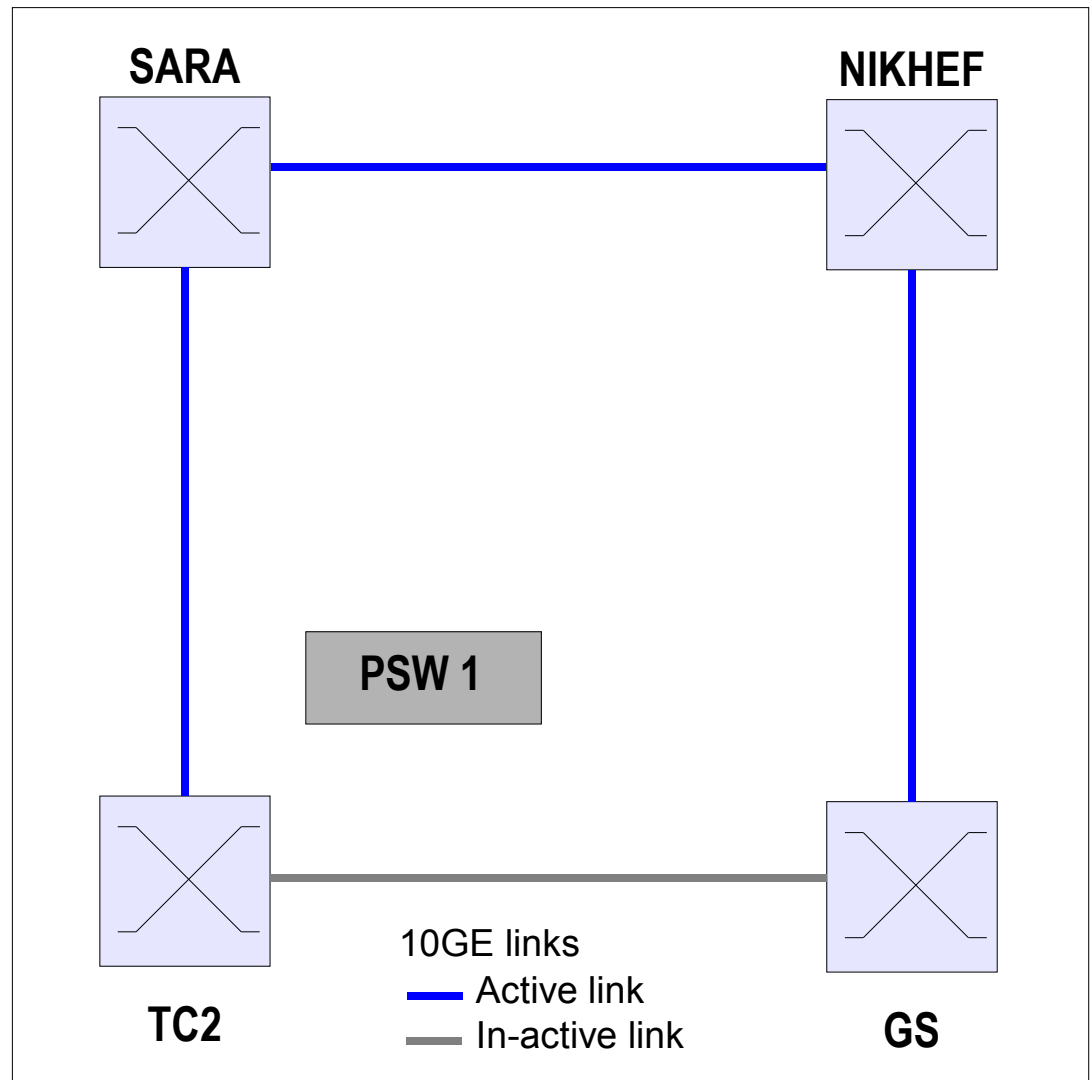 SARA
NIKHEF
PSW 1
10GE links
Active link
In-active link
TC2
GS